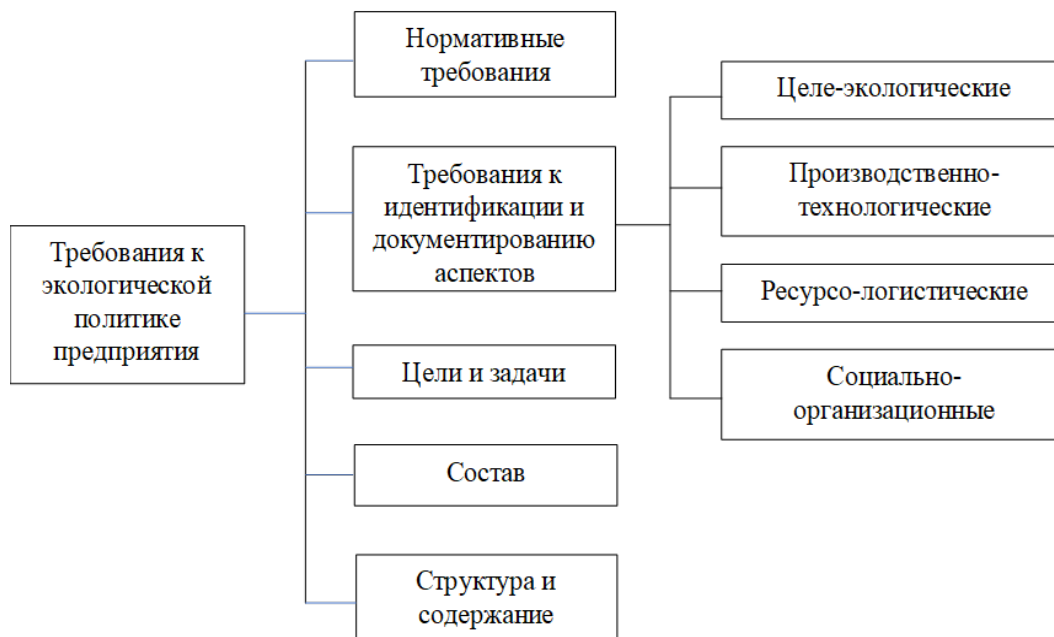 Требования к
экологической
политике
предприятия
Нормативные
требования
Требования к
идентификации и
документированию
аспектов
Цели и задачи
Состав
Структура и
содержание
Целе-экологические
Производственно-
технологические
Ресурсо-логистические
Социально-
организационные